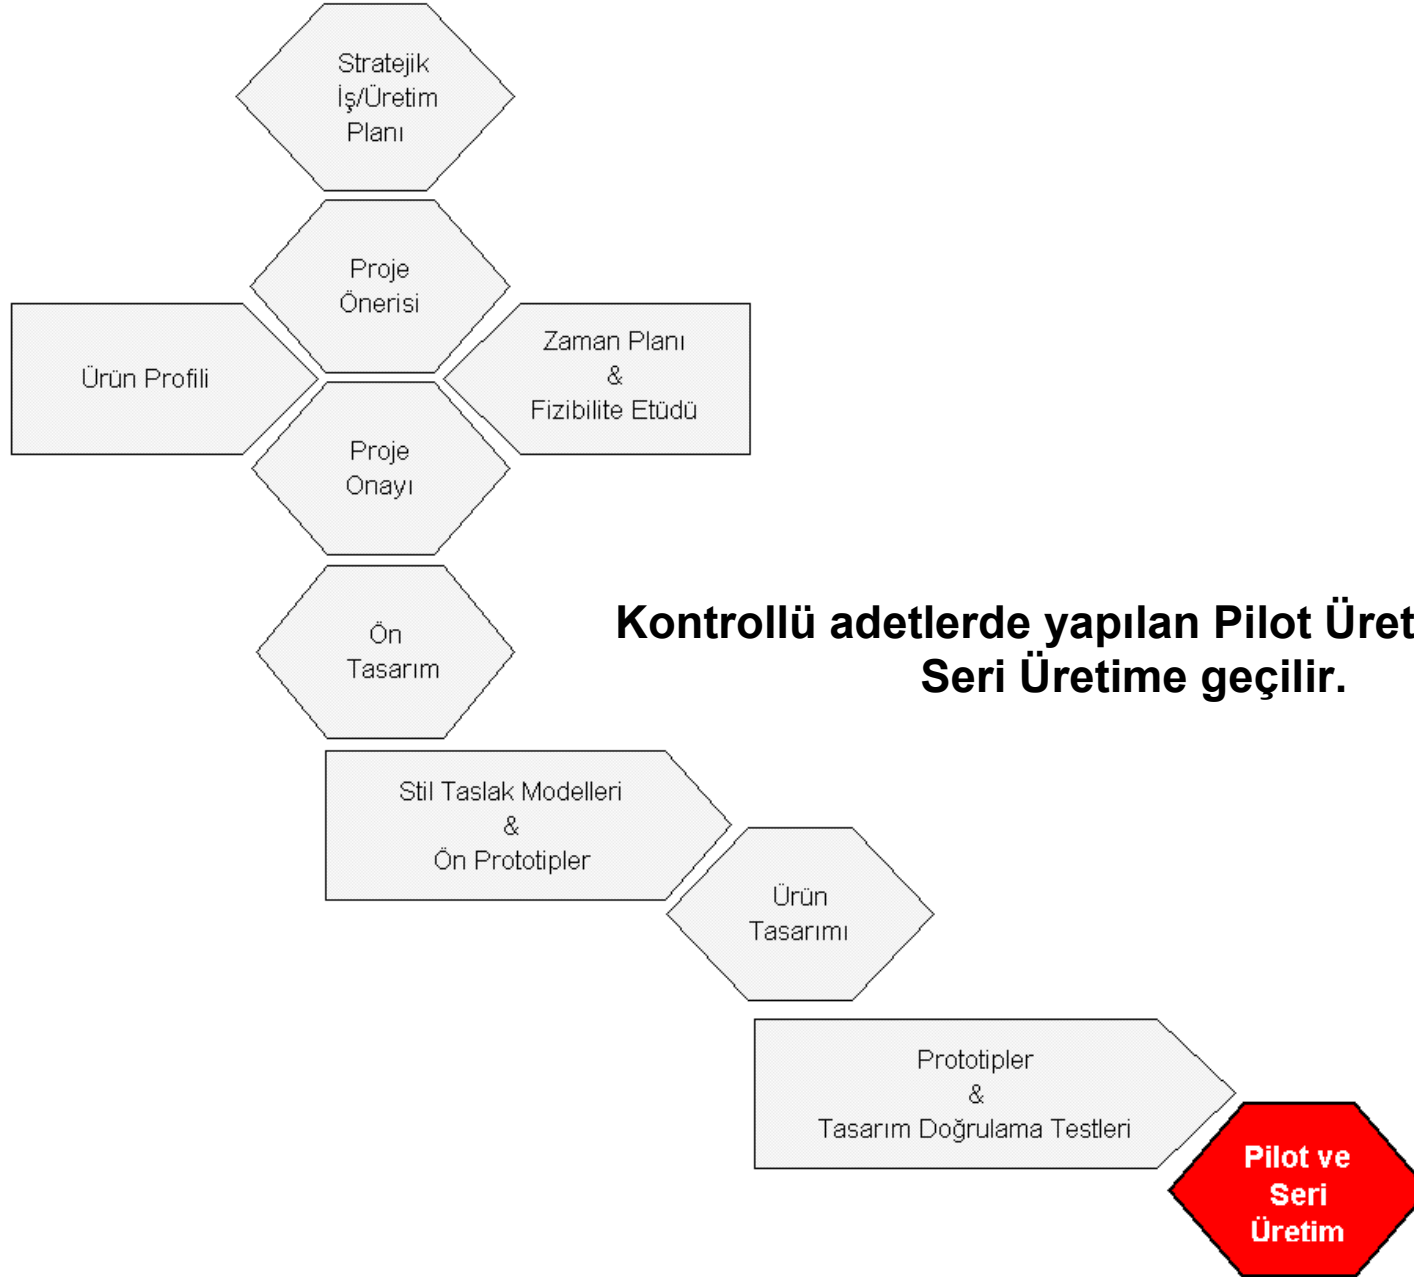 Stratejik
İş/Üretim
Planı
Proje
Önerisi
Ürün Profili
Zaman Planı
&
Fizibilite Etüdü
Proje
Onayı
Ön
Tasarım
Kontrollü adetlerde yapılan Pilot Üret
Seri Üretime geçilir.
Stil Taslak Modelleri
&
Ön Prototipler
Ürün
Tasarımı
Prototipler
&
Tasarım Doğrulama Testleri
Pilot ve
Seri
Üretim